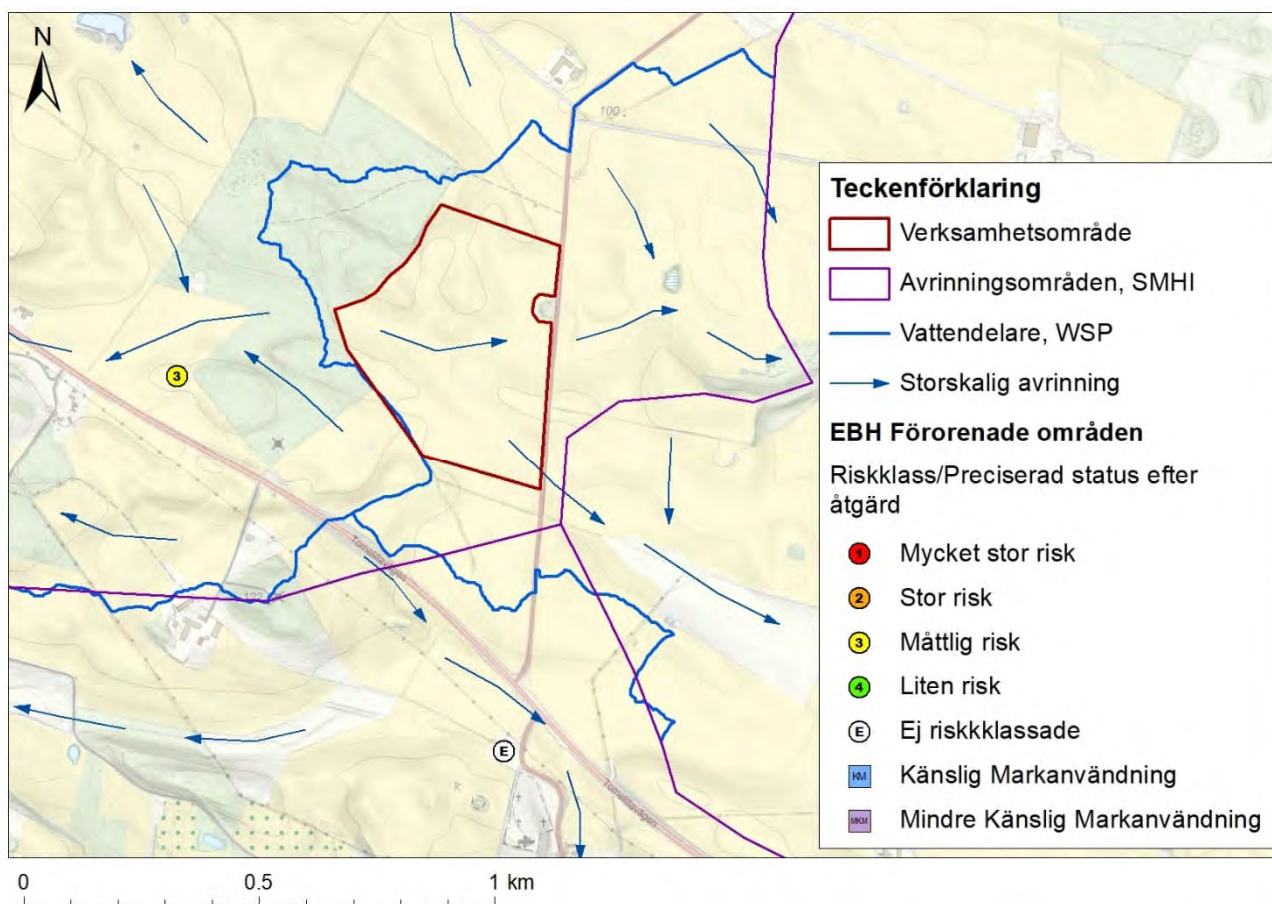 N
100
Teckenförklaring
Verksamhetsområde
Avrinningsområden, SMHI
Vattendelare, WSP
Storskalig avrinning
EBH Förorenade områden
Riskklass/Preciserad status efter
åtgärd
1 Mycket stor risk
2 Stor risk
3 Måttlig risk
4 Liten risk
E Ej riskkklassade
KM Känslig Markanvändning
MKM Mindre Känslig Markanvändning
3
Tomelillavägen
122
E
R
Tomelillavägen
0 0.5 1 km